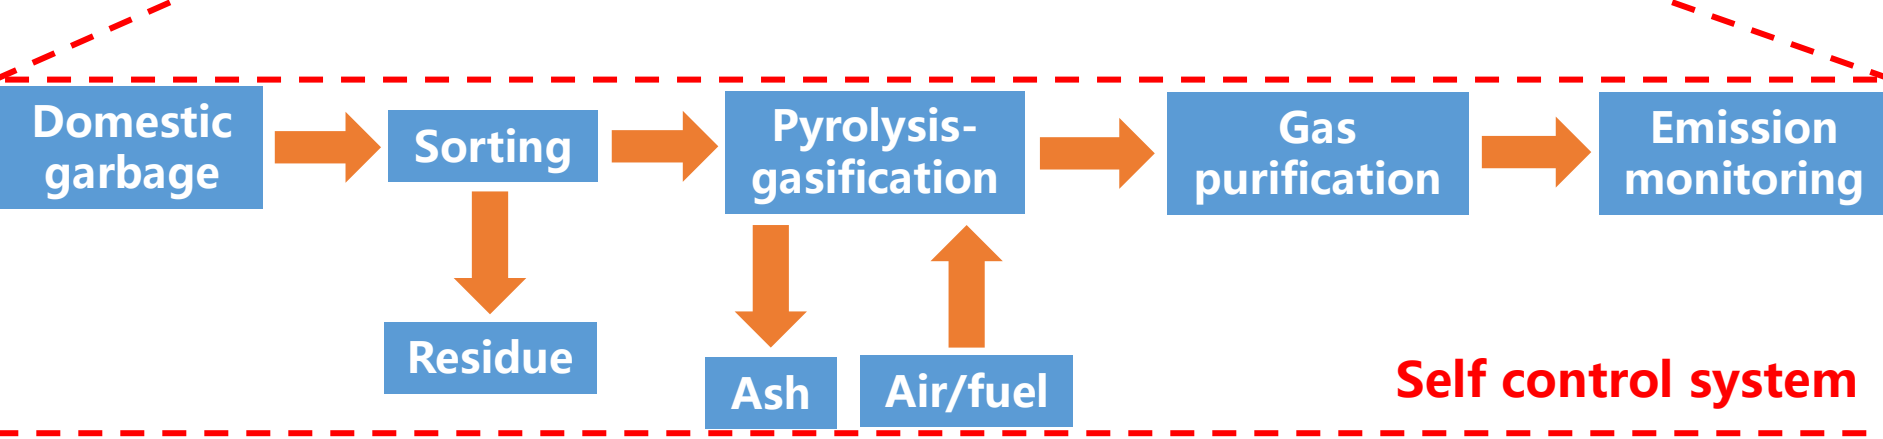 Domestic
garbage
Sorting
Pyrolysis-
gasification
Gas
purification
Emission
monitoring
Residue
Ash
Air/fuel
Self control system